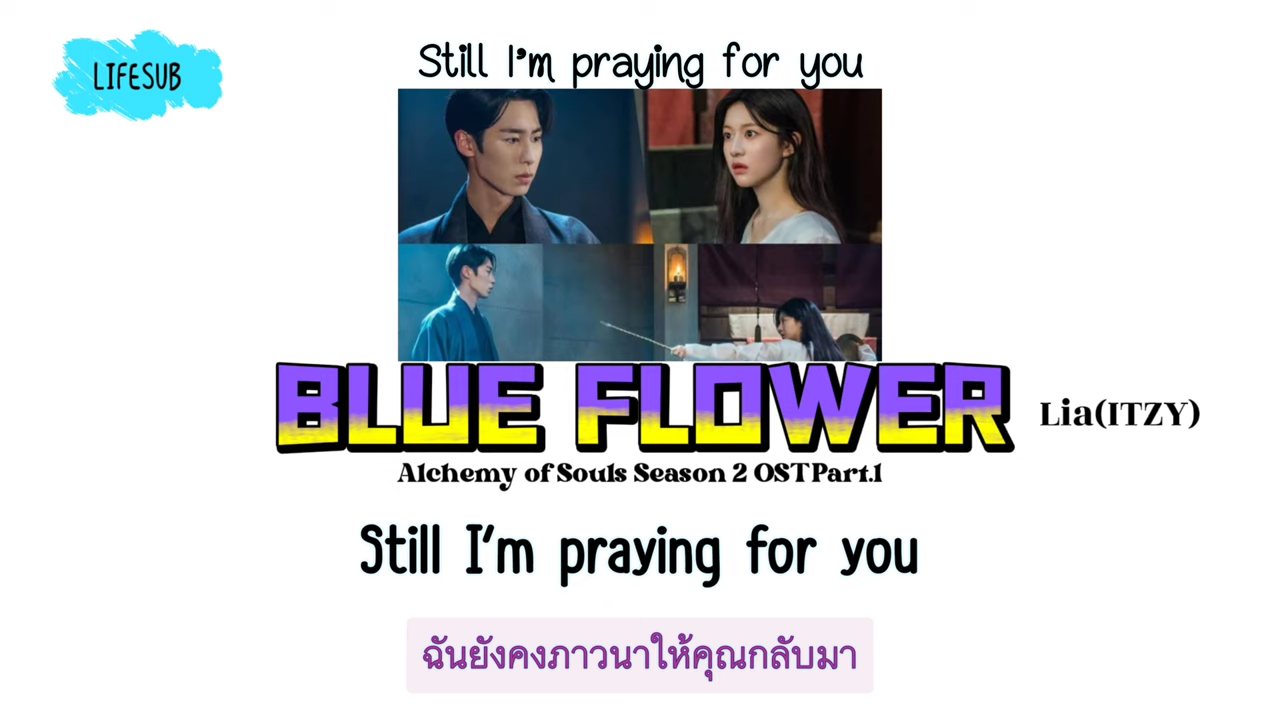 LIFESUB
Still I'm praying for you
BLUE FLOWER
Lia(ITZY)
Alchemy of Souls Season 2 OST Part.1
Still I'm praying for you
ฉันยังคงภาวนาให้คุณกลับมา